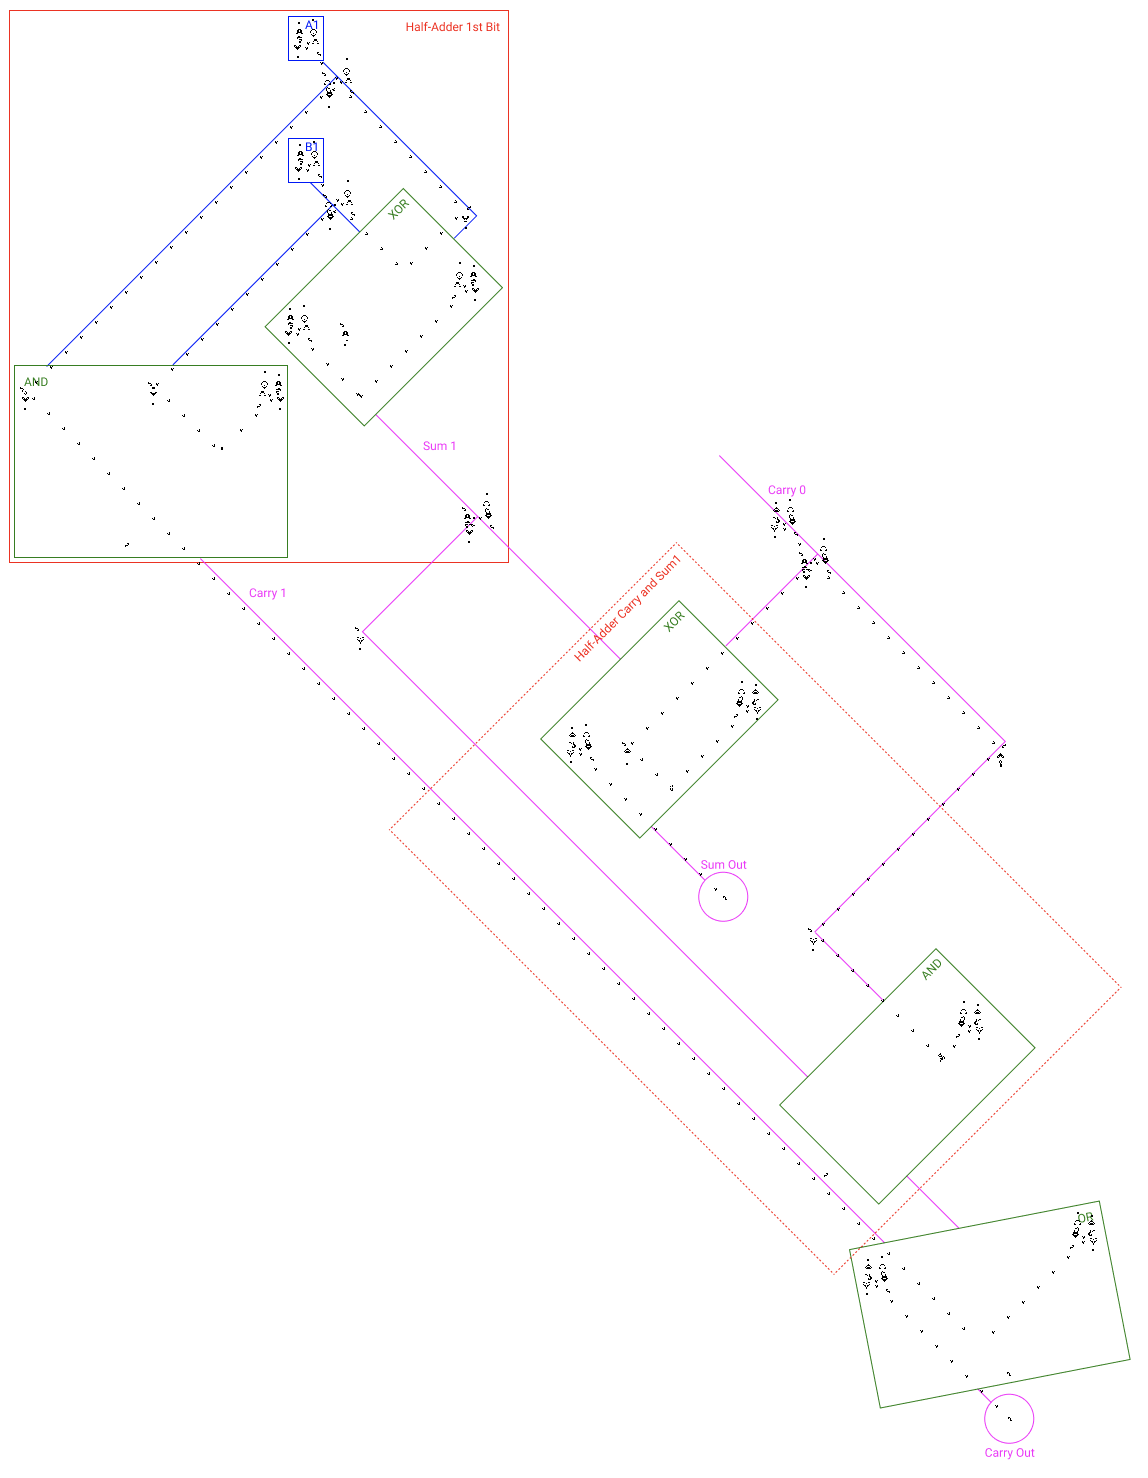 A1
Half-Adder 1st Bit
B1
XOR
AND
Sum 1
Carry 0
Half-Adder Carry and Sum1
Carry 1
XOR
Sum Out
AND
OR
Carry Out